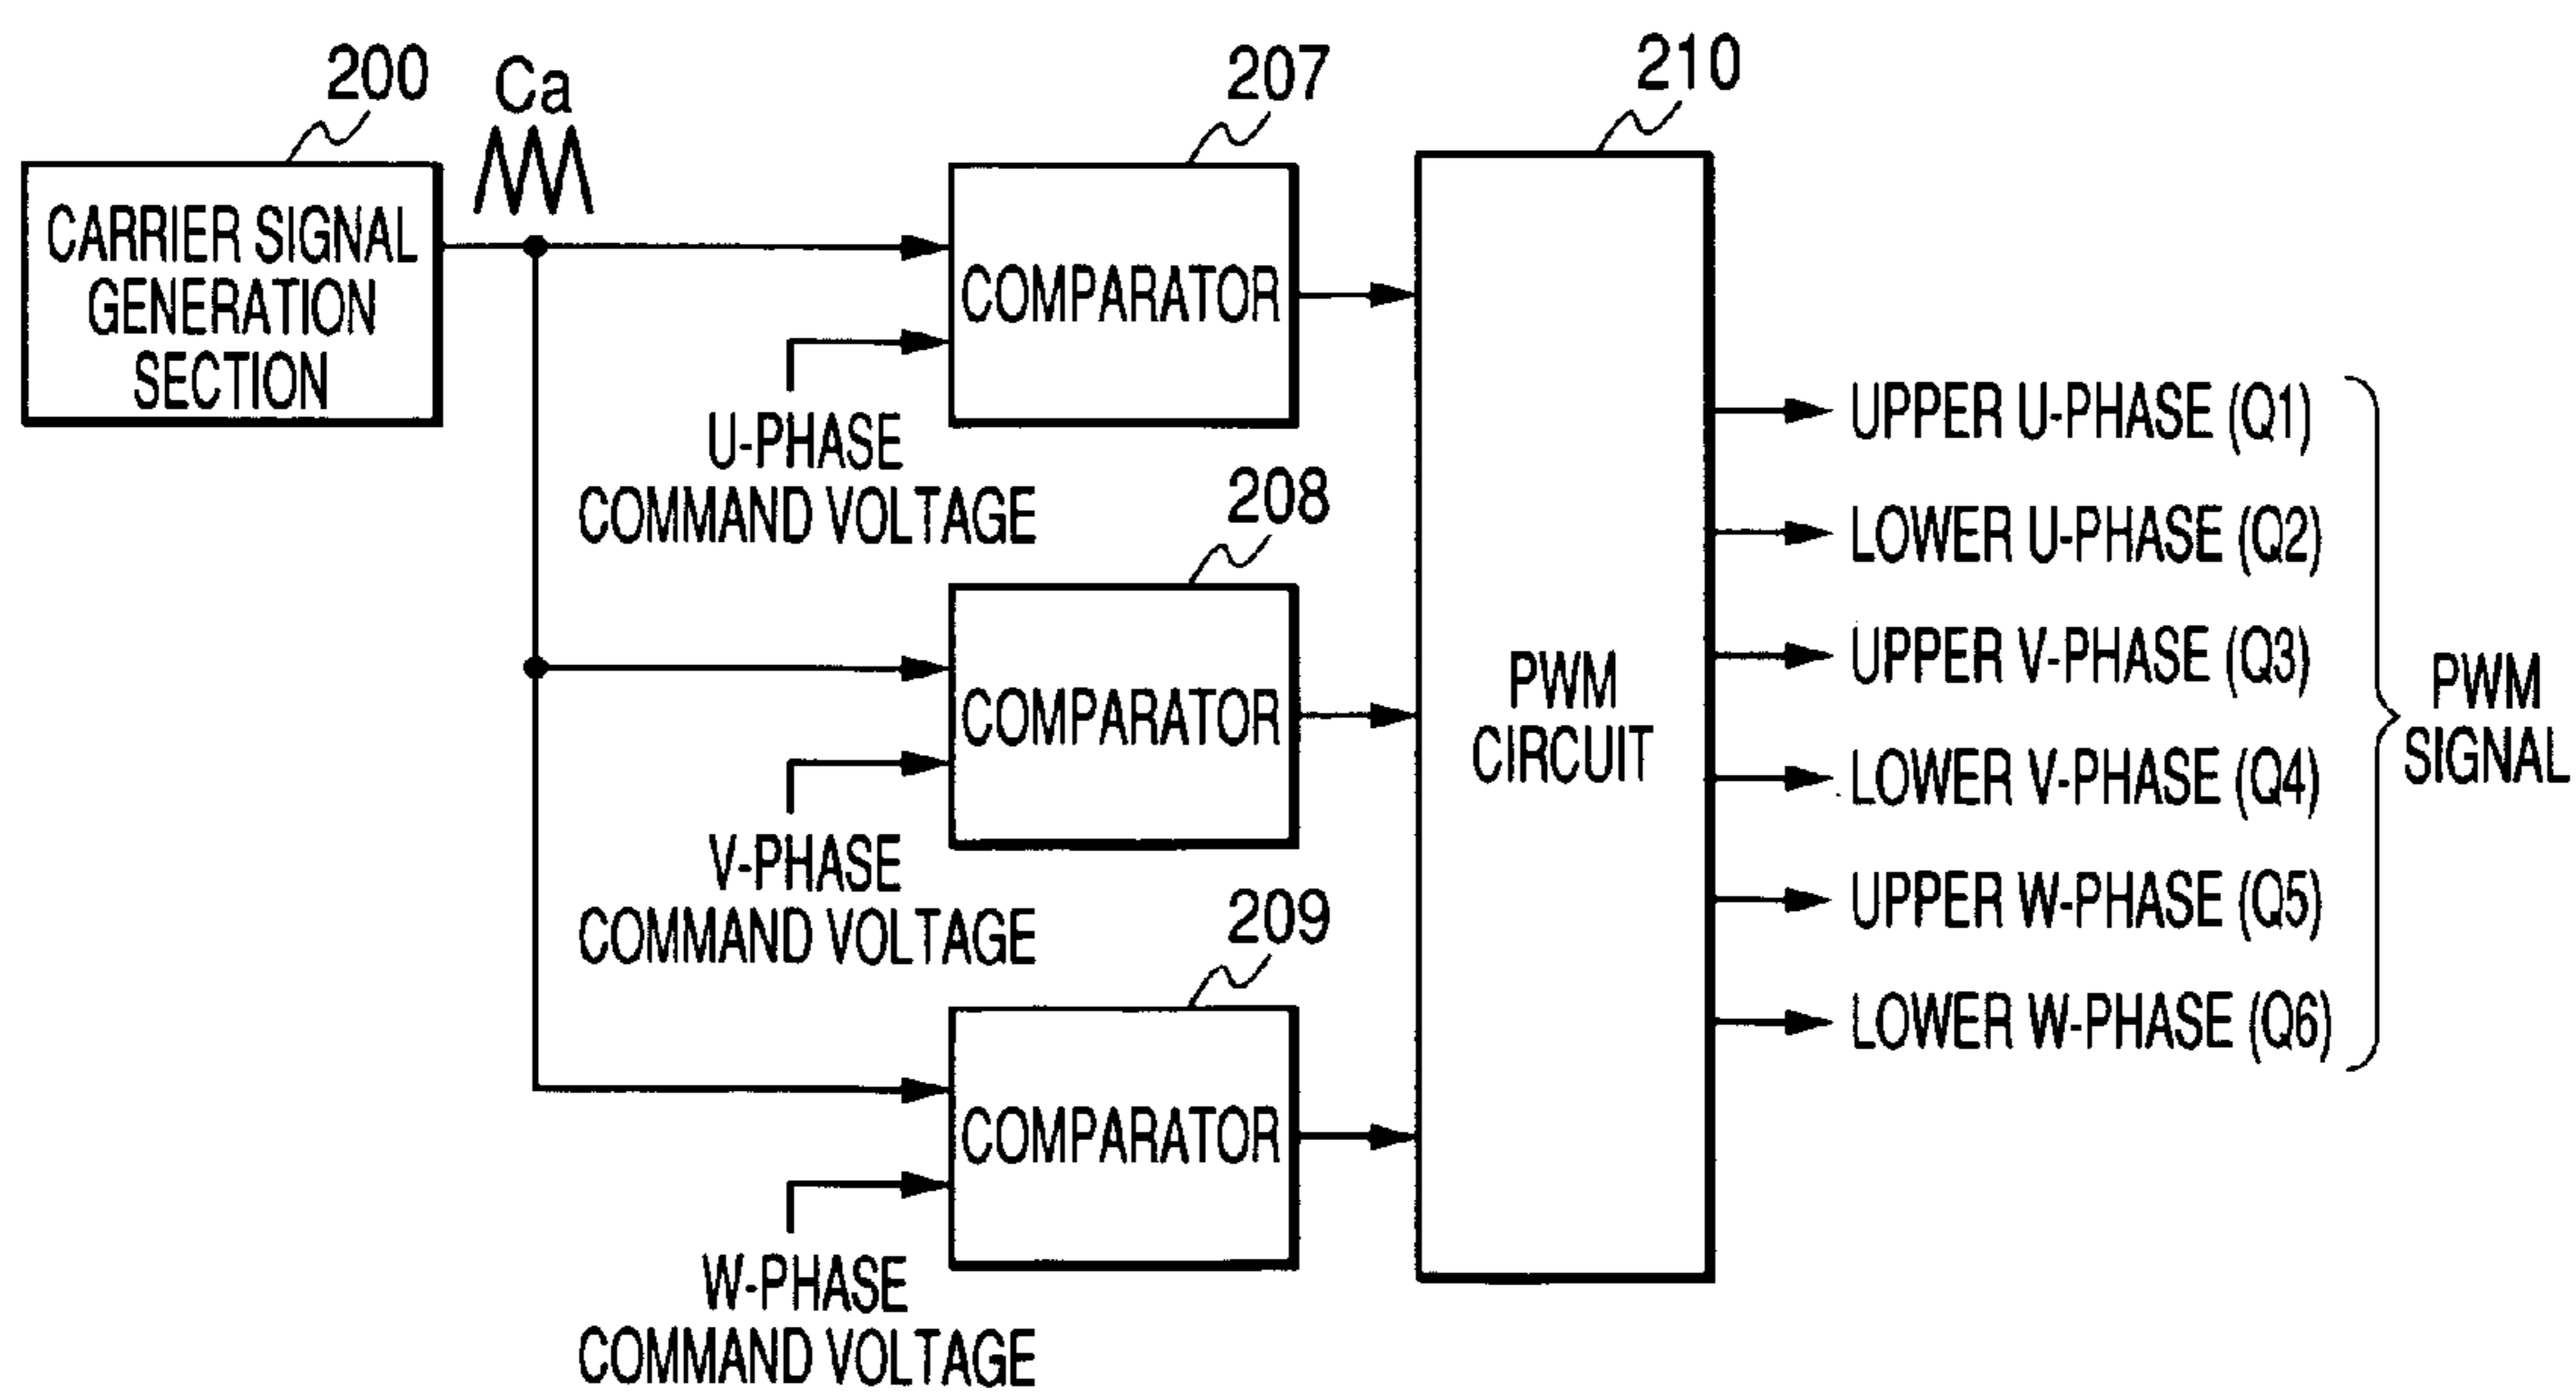 200
Ca
207
210
CARRIER SIGNAL
GENERATION
SECTION
COMPARATOR
U-PHASE
COMMAND VOLTAGE
208
COMPARATOR
V-PHASE
COMMAND VOLTAGE
209
COMPARATOR
W-PHASE
COMMAND VOLTAGE
PWM
CIRCUIT
UPPER U-PHASE (Q1)
LOWER U-PHASE (Q2)
UPPER V-PHASE (Q3)
LOWER V-PHASE (Q4)
UPPER W-PHASE (Q5)
LOWER W-PHASE (Q6)
PWM
SIGNAL